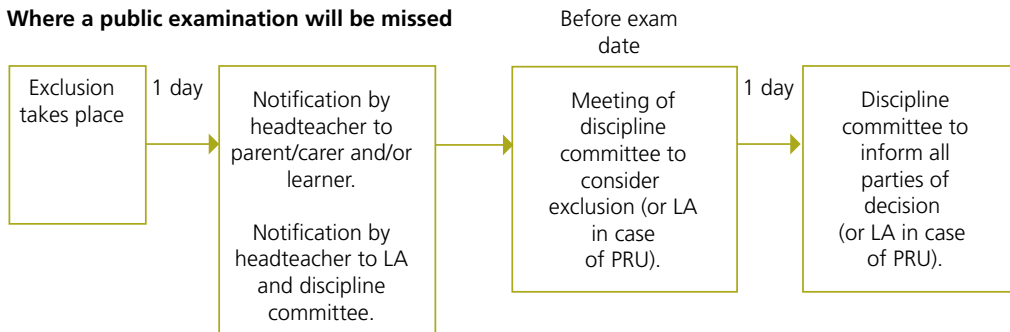 Where a public examination will be missed
Before exam
date
Exclusion
takes place
1 day
Notification by
headteacher to
parent/carer and/or
learner.
Notification by
headteacher to LA
and discipline
committee.
Meeting of
discipline
committee to
consider
exclusion (or LA
in case
of PRU).
1 day
Discipline
committee to
inform all
parties of
decision
(or LA in case
of PRU).